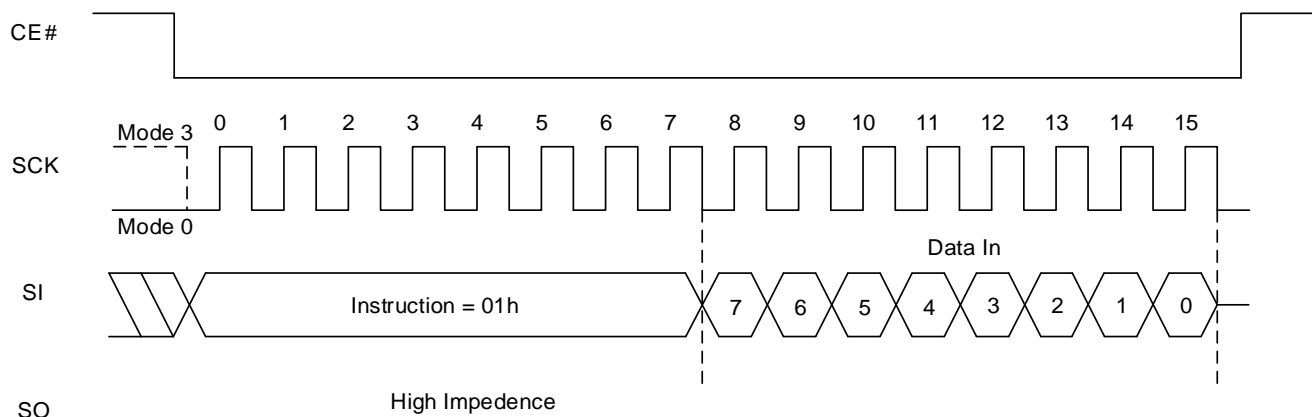 CE#
Mode 3
0 1 2 3 4 5 6 7 8 9 10 11 12 13 14 15
SCK
Mode 0
Data In
SI
Instruction = 01h
7 6 5 4 3 2 1 0
High Impedence
SO